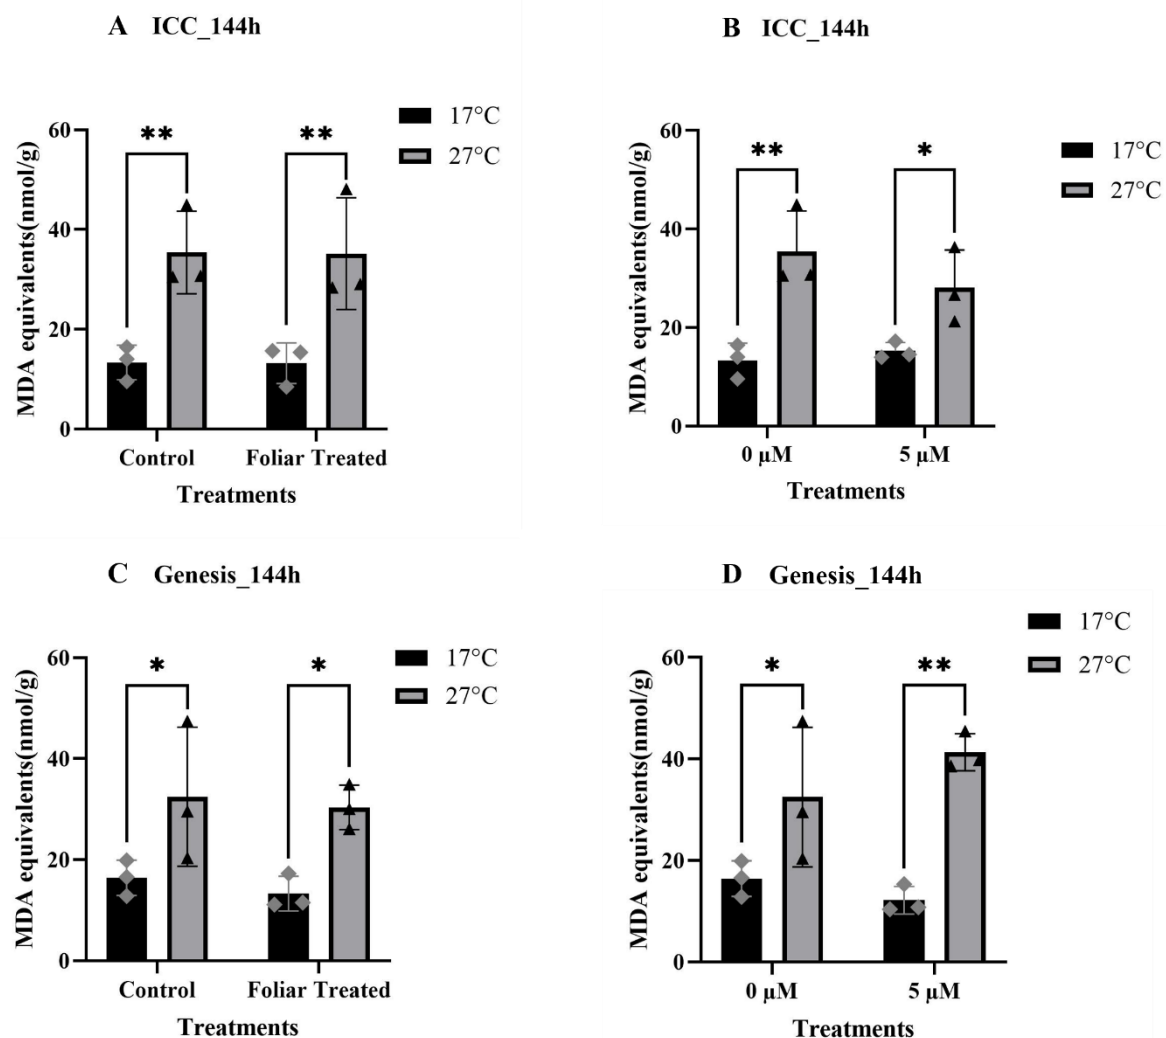 A ICC_144h
17°C
27°C
MDA equivalents(nmol/g)
60
40
20
0
**
**
Control
Foliar Treated
Treatments
B ICC_144h
17°C
27°C
MDA equivalents(nmol/g)
60
40
20
0
**
*
0 µM
5 µM
Treatments
C Genesis_144h
17°C
27°C
MDA equivalents(nmol/g)
60
40
20
0
*
*
Control
Foliar Treated
Treatments
D Genesis_144h
17°C
27°C
MDA equivalents(nmol/g)
60
40
20
0
*
**
0 µM
5 µM
Treatments